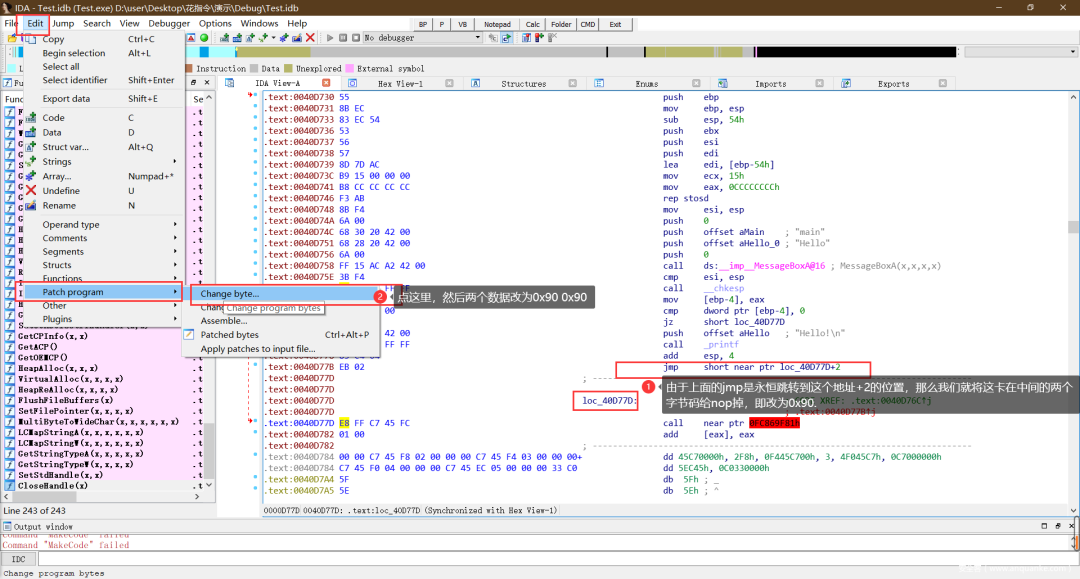 IDA - Test.idb (Test.exe) D:\user\Desktop\花指令\演示\Debug\Test.idb
File Edit Jump Search View Debugger Options Windows Help BP P VB Notepad Calc Folder CMD Exit
No debugger
Instruction Data Unexplored External symbol
IDA View-A Hex View-1 Structures Enums Imports Exports
Copy Ctrl+C
Begin selection Alt+L
Select all
Select identifier Shift+Enter
Export data Shift+E
Code C
Data D
Struct var... Alt+Q
Strings
Array... Numpad+*
Undefine U
Rename N
Operand type
Comments
Segments
Structs
Functions
Patch program
Other
Plugins
Change byte...
Change program bytes
Assemble...
Patched bytes Ctrl+Alt+P
Apply patches to input file...
GetCPInfo(x,x)
GetACP()
GetOEMCP()
HeapAlloc(x,x,x)
VirtualAlloc(x,x,x,x)
HeapReAlloc(x,x,x,x)
FlushFileBuffers(x)
SetFilePointer(x,x,x,x)
MultiByteToWideChar(x,x,x,x,x,x)
LCMapStringA(x,x,x,x,x,x)
LCMapStringW(x,x,x,x,x,x)
GetStringTypeA(x,x,x,x,x)
GetStringTypeW(x,x,x,x)
SetStdHandle(x,x)
CloseHandle(x)
Line 243 of 243
.text:0040D730 55 push ebp
.text:0040D731 8B EC mov ebp, esp
.text:0040D733 83 EC 54 sub esp, 54h
.text:0040D736 53 push ebx
.text:0040D737 56 push esi
.text:0040D738 57 push edi
.text:0040D739 8D 7D AC lea edi, [ebp-54h]
.text:0040D73C B9 15 00 00 00 mov ecx, 15h
.text:0040D741 B8 CC CC CC CC mov eax, 0CCCCCCCCh
.text:0040D746 F3 AB rep stosd
.text:0040D748 8B F4 mov esi, esp
.text:0040D74A 6A 00 push 0
.text:0040D74C 68 30 20 42 00 push offset aMain ; "main"
.text:0040D751 68 28 20 42 00 push offset aHello_0 ; "Hello"
.text:0040D756 6A 00 push 0
.text:0040D758 FF 15 AC A2 42 00 call ds:__imp__MessageBoxA@16 ; MessageBoxA(x,x,x,x)
.text:0040D75E 3B F4 cmp esi, esp
call __chkesp
mov [ebp-4], eax
cmp dword ptr [ebp-4], 0
jz short loc_40D77D
42 00 push offset aHello ; "Hello!\n"
FF FF call _printf
add esp, 4
.text:0040D77B EB 02 jmp short near ptr loc_40D77D+2
② 点这里，然后两个数据改为0x90 0x90
① 由于上面的jmp是永恒跳转到这个地址+2的位置，那么我们就将这卡在中间的两个
字节码给nop掉，即改为0x90.
.text:0040D77D
.text:0040D77D loc_40D77D:
.text:0040D77D
.text:0040D77D E8 FF C7 45 FC call near ptr 0FC869F81h
.text:0040D782 01 00 add [eax], eax
.text:0040D782
.text:0040D784 00 00 C7 45 F8 02 00 00 00 C7 45 F4 03 00 00 00+ dd 45C70000h, 2F8h, 0F445C700h, 3, 4F045C7h, 0C7000000h
.text:0040D784 C7 45 F0 04 00 00 00 C7 45 EC 05 00 00 00 33 C0 dd 5EC45h, 0C0330000h
.text:0040D7A4 5F db 5Fh ; _
.text:0040D7A5 5E db 5Eh ; ^
0000D77D 0040D77D: .text:loc_40D77D (Synchronized with Hex View-1)
Output window
Command "MakeCode" failed
Command "MakeCode" failed
IDC
Change program bytes